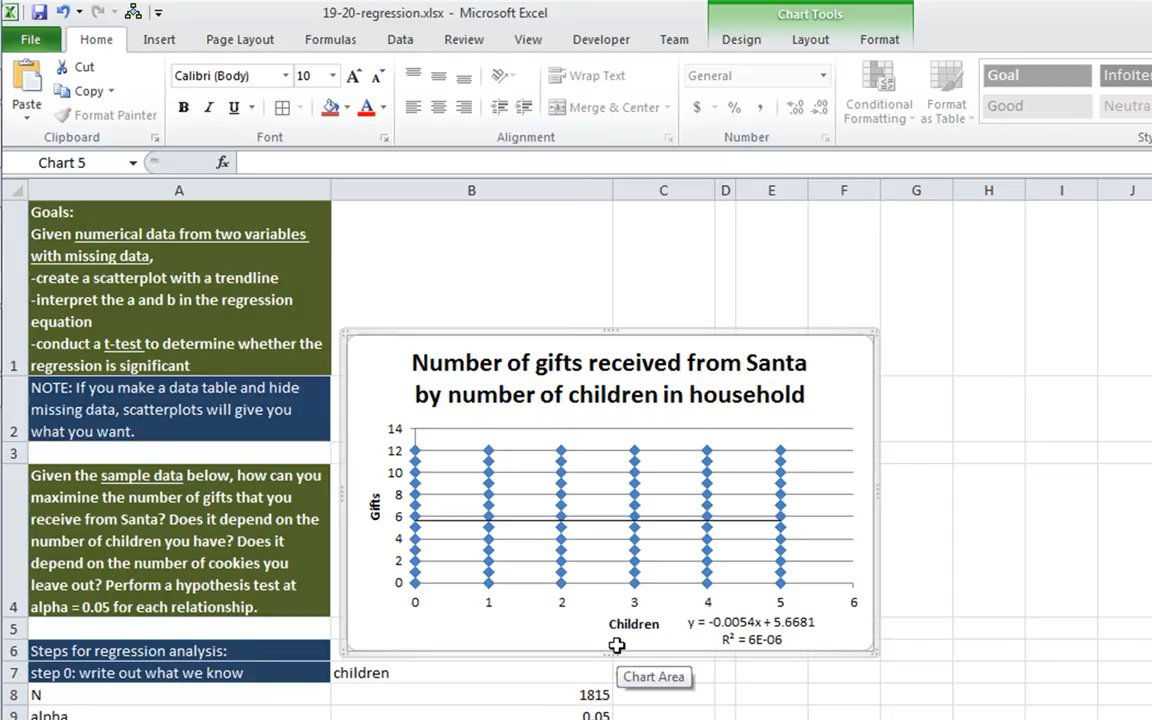 19-20-regression.xlsx - Microsoft Excel
Chart Tools
File Home Insert Page Layout Formulas Data Review View Developer Team Design Layout Format
Cut
Copy
Format Painter
Paste
Clipboard
Calibri (Body) 10
B I U
Font
Wrap Text
Merge & Center
Alignment
General
$ % ,
Number
Conditional
Formatting
Format
as Table
Goal
Good
Chart 5
fx
A B C D E F G H I J
1
Goals:
Given numerical data from two variables
with missing data,
-create a scatterplot with a trendline
-interpret the a and b in the regression
equation
-conduct a t-test to determine whether the
regression is significant
2
NOTE: If you make a data table and hide
missing data, scatterplots will give you
what you want.
3
4
Given the sample data below, how can you
maximine the number of gifts that you
receive from Santa? Does it depend on the
number of children you have? Does it
depend on the number of cookies you
leave out? Perform a hypothesis test at
alpha = 0.05 for each relationship.
5
6 Steps for regression analysis:
7 step 0: write out what we know children
8 N 1815
9 alpha 0.05
Number of gifts received from Santa
by number of children in household
Gifts
14
12
10
8
6
4
2
0
0 1 2 3 4 5 6
Children
y = -0.0054x + 5.6681
R² = 6E-06
Chart Area